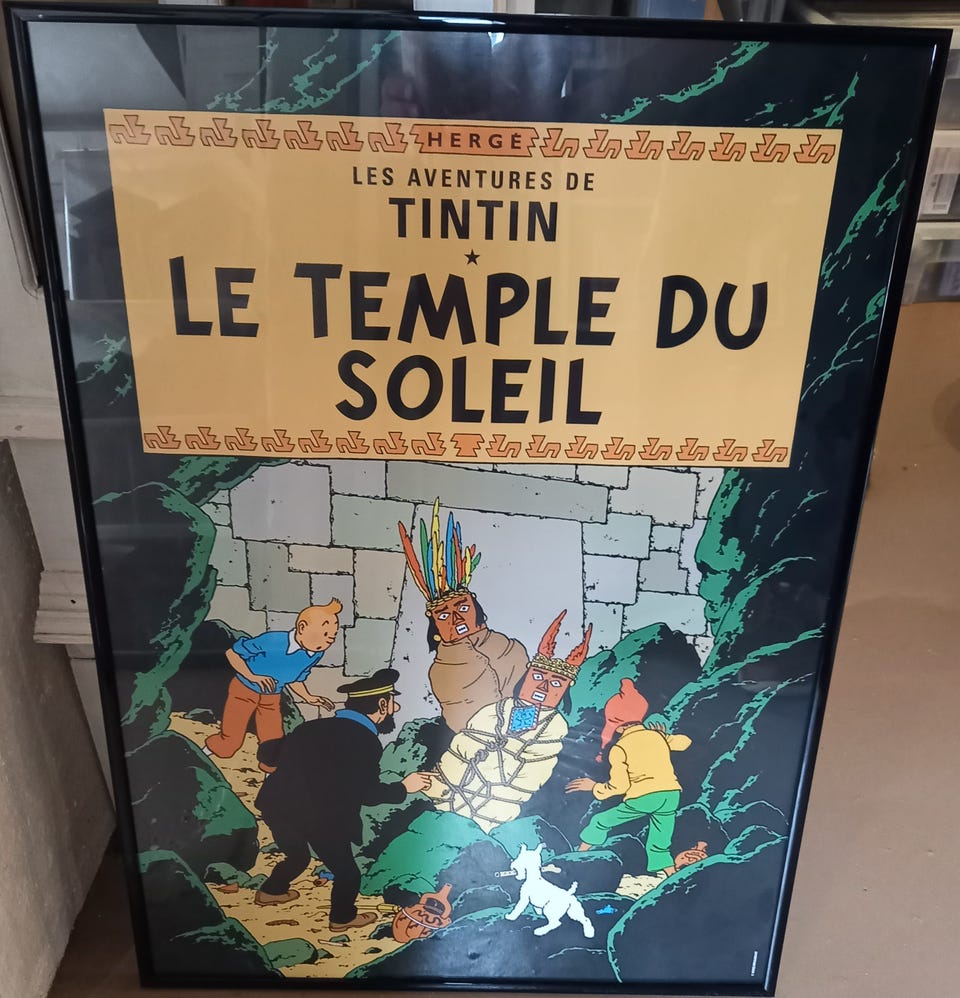 HERGÉ
LES AVENTURES DE
TINTIN
LE TEMPLE DU
SOLEIL